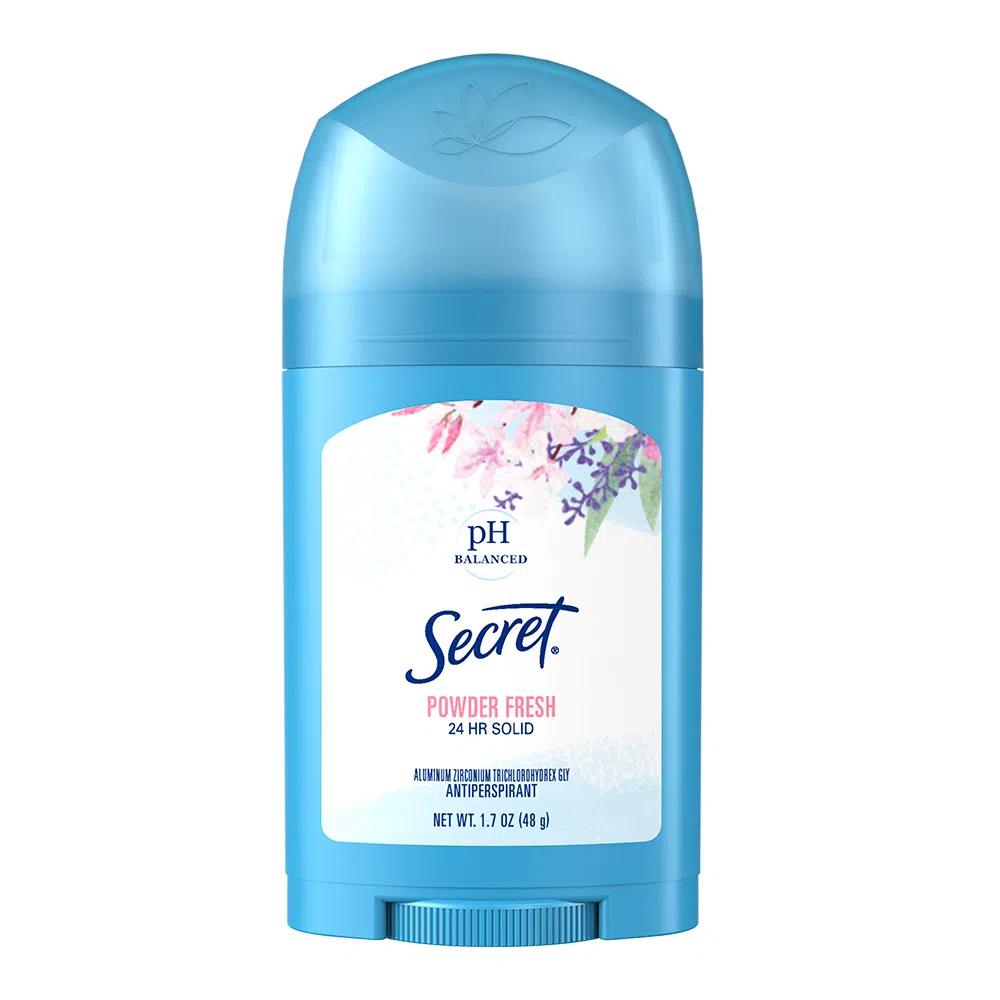 pH
BALANCED
Secret®
POWDER FRESH
24 HR SOLID
ALUMINUM ZIRCONIUM TRICHLOROHYDREX GLY
ANTIPERSPIRANT
NET WT. 1.7 OZ (48 g)